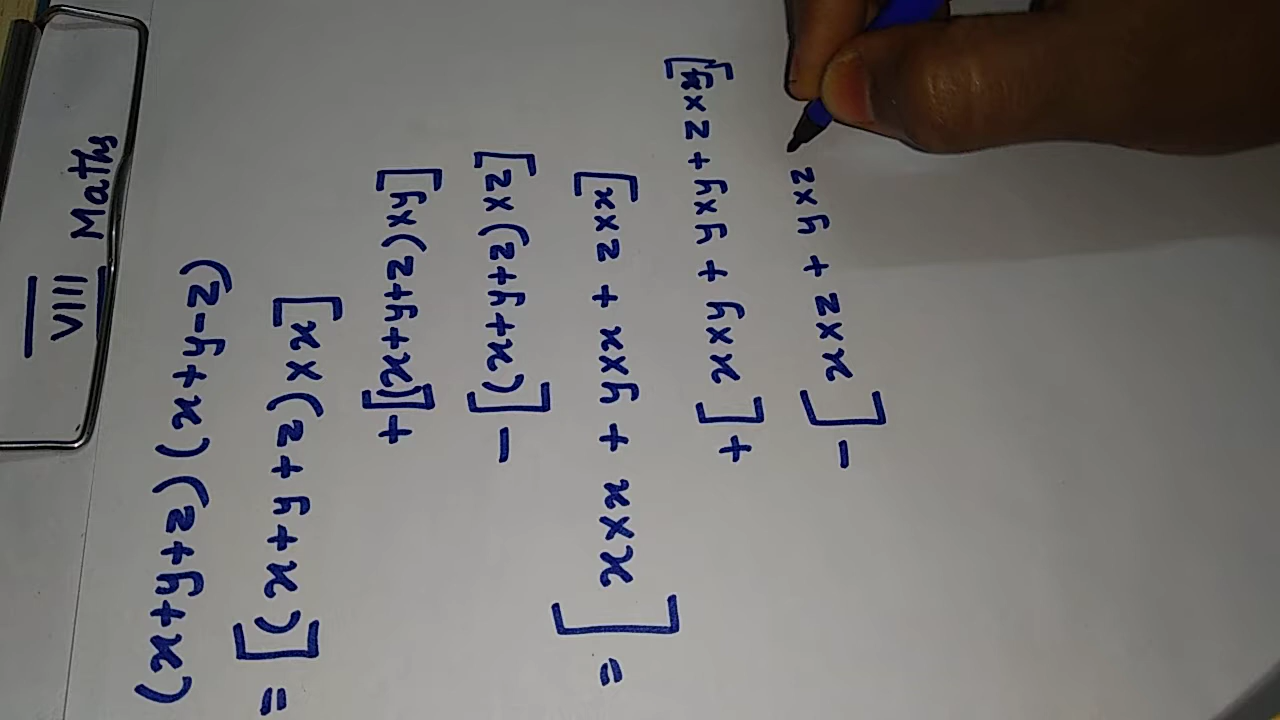 VIII
Maths
(x+y+z)(x+y-z)
= [(x+y+z)×x]
+[(x+y+z)×y]
-[(x+y+z)×z]
= [x×x + y×x + z×x]
+ [x×y + y×y + z×y]
- [x×z + y×z